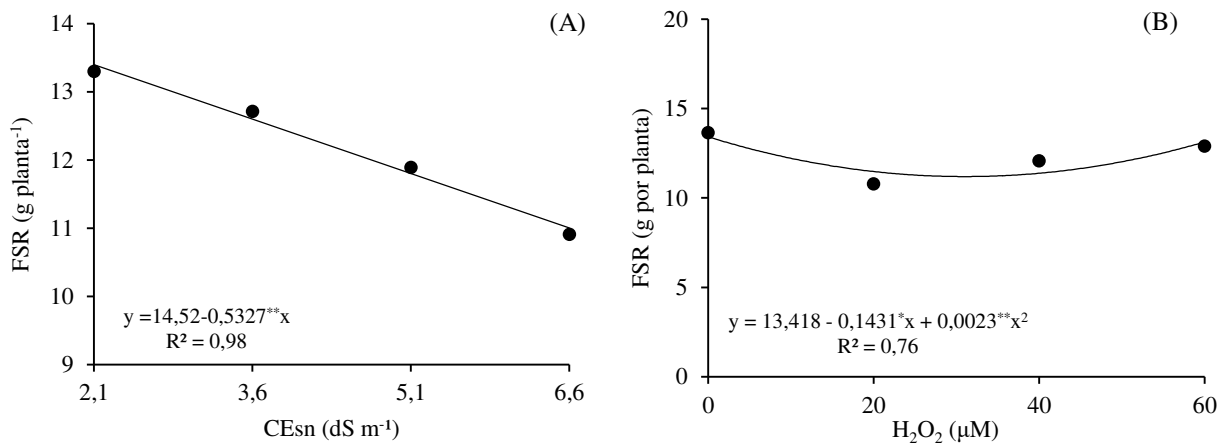 (A)
14
13
12
11
10
9
FSR (g planta⁻¹)
y =14,52-0,5327**x
R² = 0,98
2,1 3,6 5,1 6,6
CEsn (dS m⁻¹)
(B)
20
15
10
5
0
FSR (g por planta)
y = 13,418 - 0,1431*x + 0,0023**x²
R² = 0,76
0 20 40 60
H₂O₂ (μM)